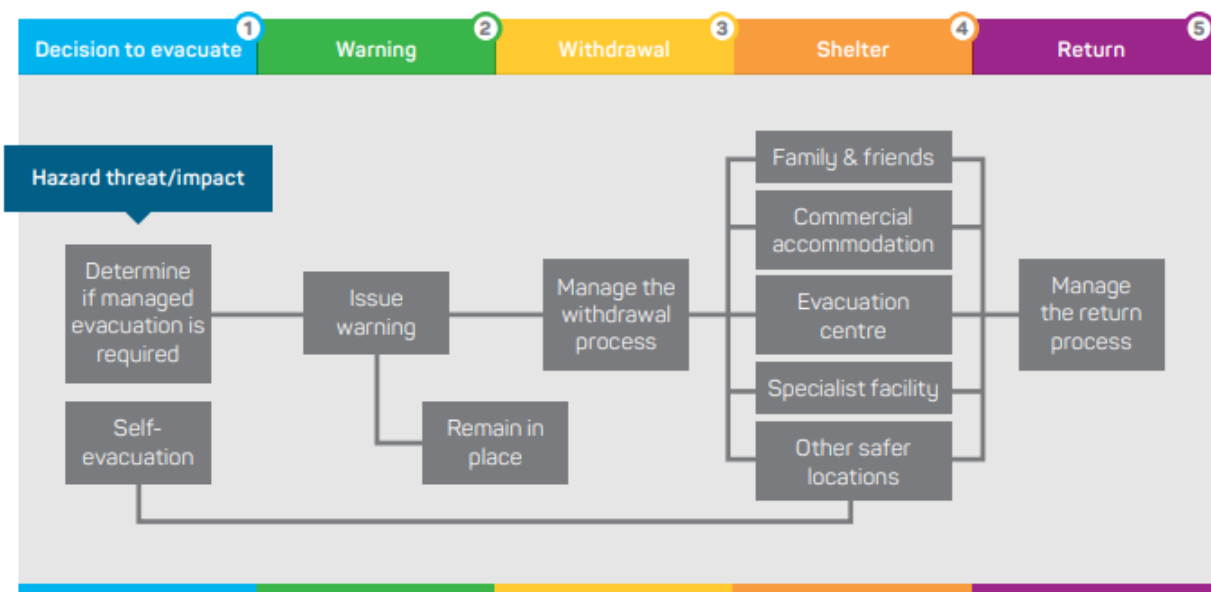 Decision to evacuate
1
Warning
2
Withdrawal
3
Shelter
4
Return
5
Hazard threat/impact
Determine
if managed
evacuation is
required
Self-
evacuation
Issue
warning
Remain in
place
Manage the
withdrawal
process
Family & friends
Commercial
accommodation
Evacuation
centre
Specialist facility
Other safer
locations
Manage
the return
process